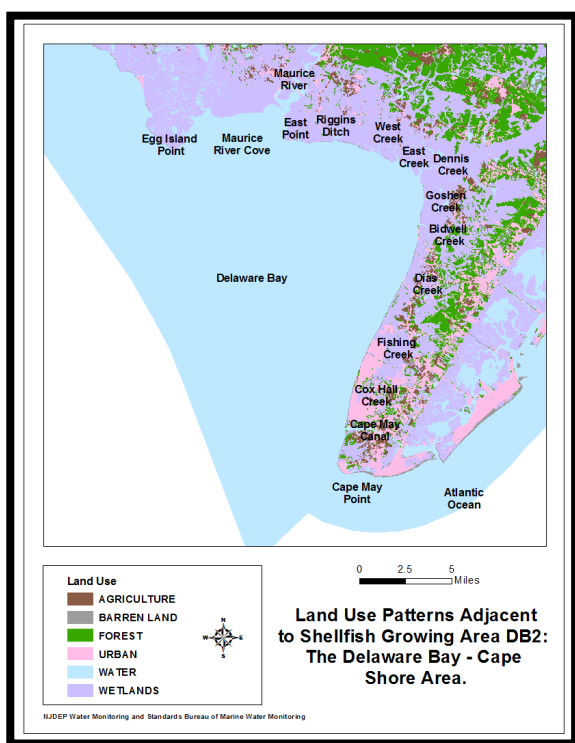 Maurice
River
Egg Island
Point
Maurice
River Cove
East
Point
Riggins
Ditch
West
Creek
East
Creek
Dennis
Creek
Goshen
Creek
Bidwell
Creek
Delaware Bay
Dias
Creek
Fishing
Creek
Cox Hall
Creek
Cape May
Canal
Cape May
Point
Atlantic
Ocean
Land Use
AGRICULTURE
BARREN LAND
FOREST
URBAN
WATER
WETLANDS
N
W E
S
0 2.5 5
Miles
Land Use Patterns Adjacent
to Shellfish Growing Area DB2:
The Delaware Bay - Cape
Shore Area.
NJDEP Water Monitoring and Standards Bureau of Marine Water Monitoring